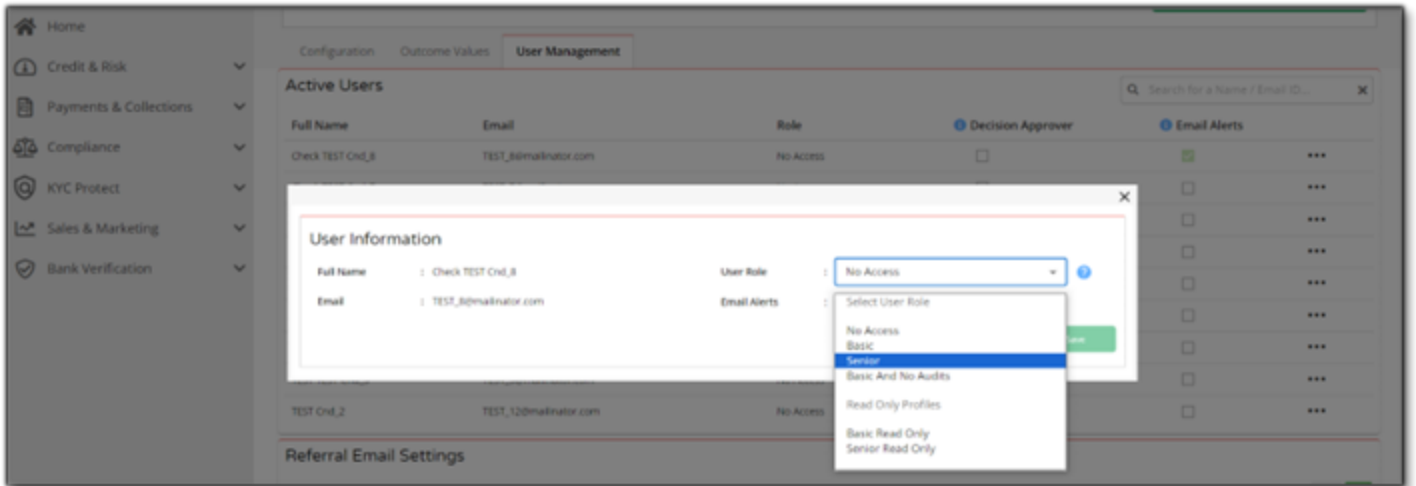 Home
Configuration Outcome Values User Management
Credit & Risk
Active Users
Search for a Name / Email ID...
Payments & Collections
Full Name Email Role Decision Approver Email Alerts
Compliance
Check TEST Cnd_8 TEST_8@mailinator.com No Access
KYC Protect
Sales & Marketing
User Information
Bank Verification
Full Name : Check TEST Cnd_8 User Role : No Access
Email : TEST_8@mailinator.com Email Alerts :
Select User Role
No Access
Save
Basic
Senior
Basic And No Audits
Read Only Profiles
TEST Cnd_2 TEST_12@mailinator.com No Access
Basic Read Only
Senior Read Only
Referral Email Settings